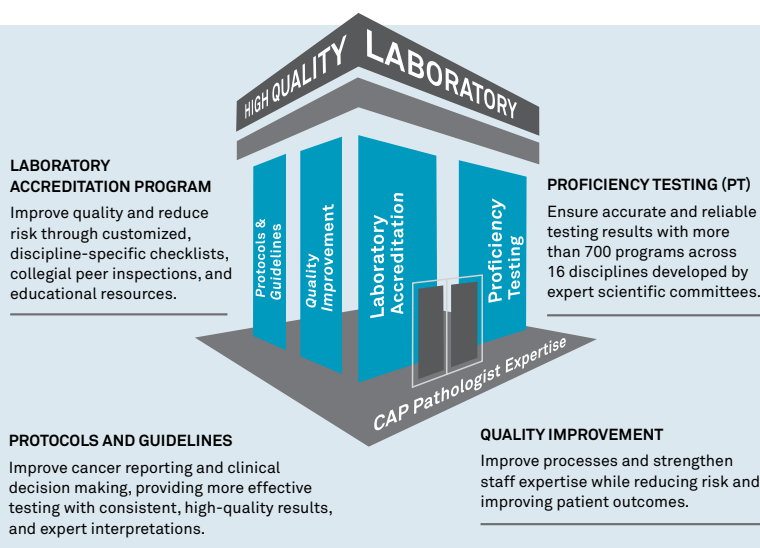 HIGH QUALITY LABORATORY
LABORATORY
ACCREDITATION PROGRAM
Improve quality and reduce
risk through customized,
discipline-specific checklists,
collegial peer inspections, and
educational resources.
Protocols &
Guidelines
Quality
Improvement
Laboratory
Accreditation
Proficiency
Testing
CAP Pathologist Expertise
PROFICIENCY TESTING (PT)
Ensure accurate and reliable
testing results with more
than 700 programs across
16 disciplines developed by
expert scientific committees.
PROTOCOLS AND GUIDELINES
Improve cancer reporting and clinical
decision making, providing more effective
testing with consistent, high-quality results,
and expert interpretations.
QUALITY IMPROVEMENT
Improve processes and strengthen
staff expertise while reducing risk and
improving patient outcomes.